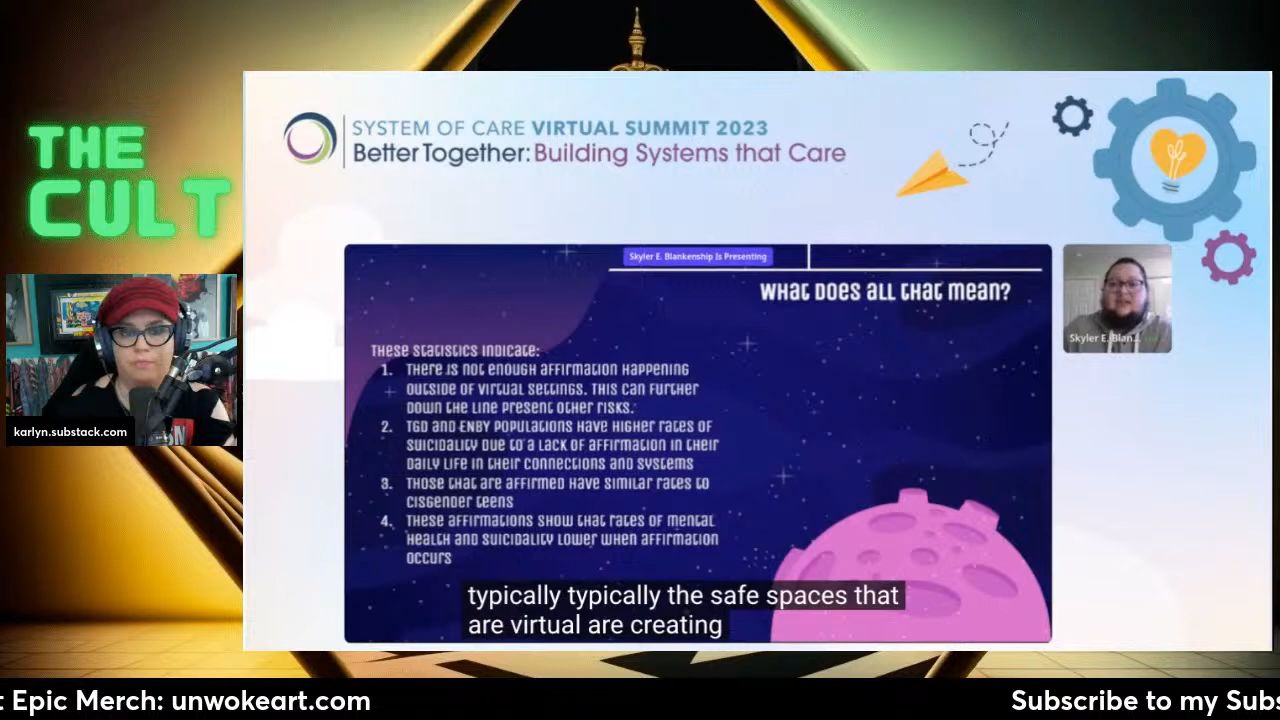 THE
CULT
karlyn.substack.com
SYSTEM OF CARE VIRTUAL SUMMIT 2023
Better Together: Building Systems that Care
Skyler E. Blankenship Is Presenting
What does all that mean?
These statistics indicate:
1. There is not enough affirmation happening
outside of virtual settings. This can further
down the line present other risks.
2. TGD and ENBY populations have higher rates of
suicidality due to a lack of affirmation in their
daily life in their connections and systems
3. Those that are affirmed have similar rates to
cisgender teens
4. These affirmations show that rates of mental
health and suicidality lower when affirmation
occurs
Skyler E. Blan...
typically typically the safe spaces that
are virtual are creating
t Epic Merch: unwokeart.com
Subscribe to my Subs